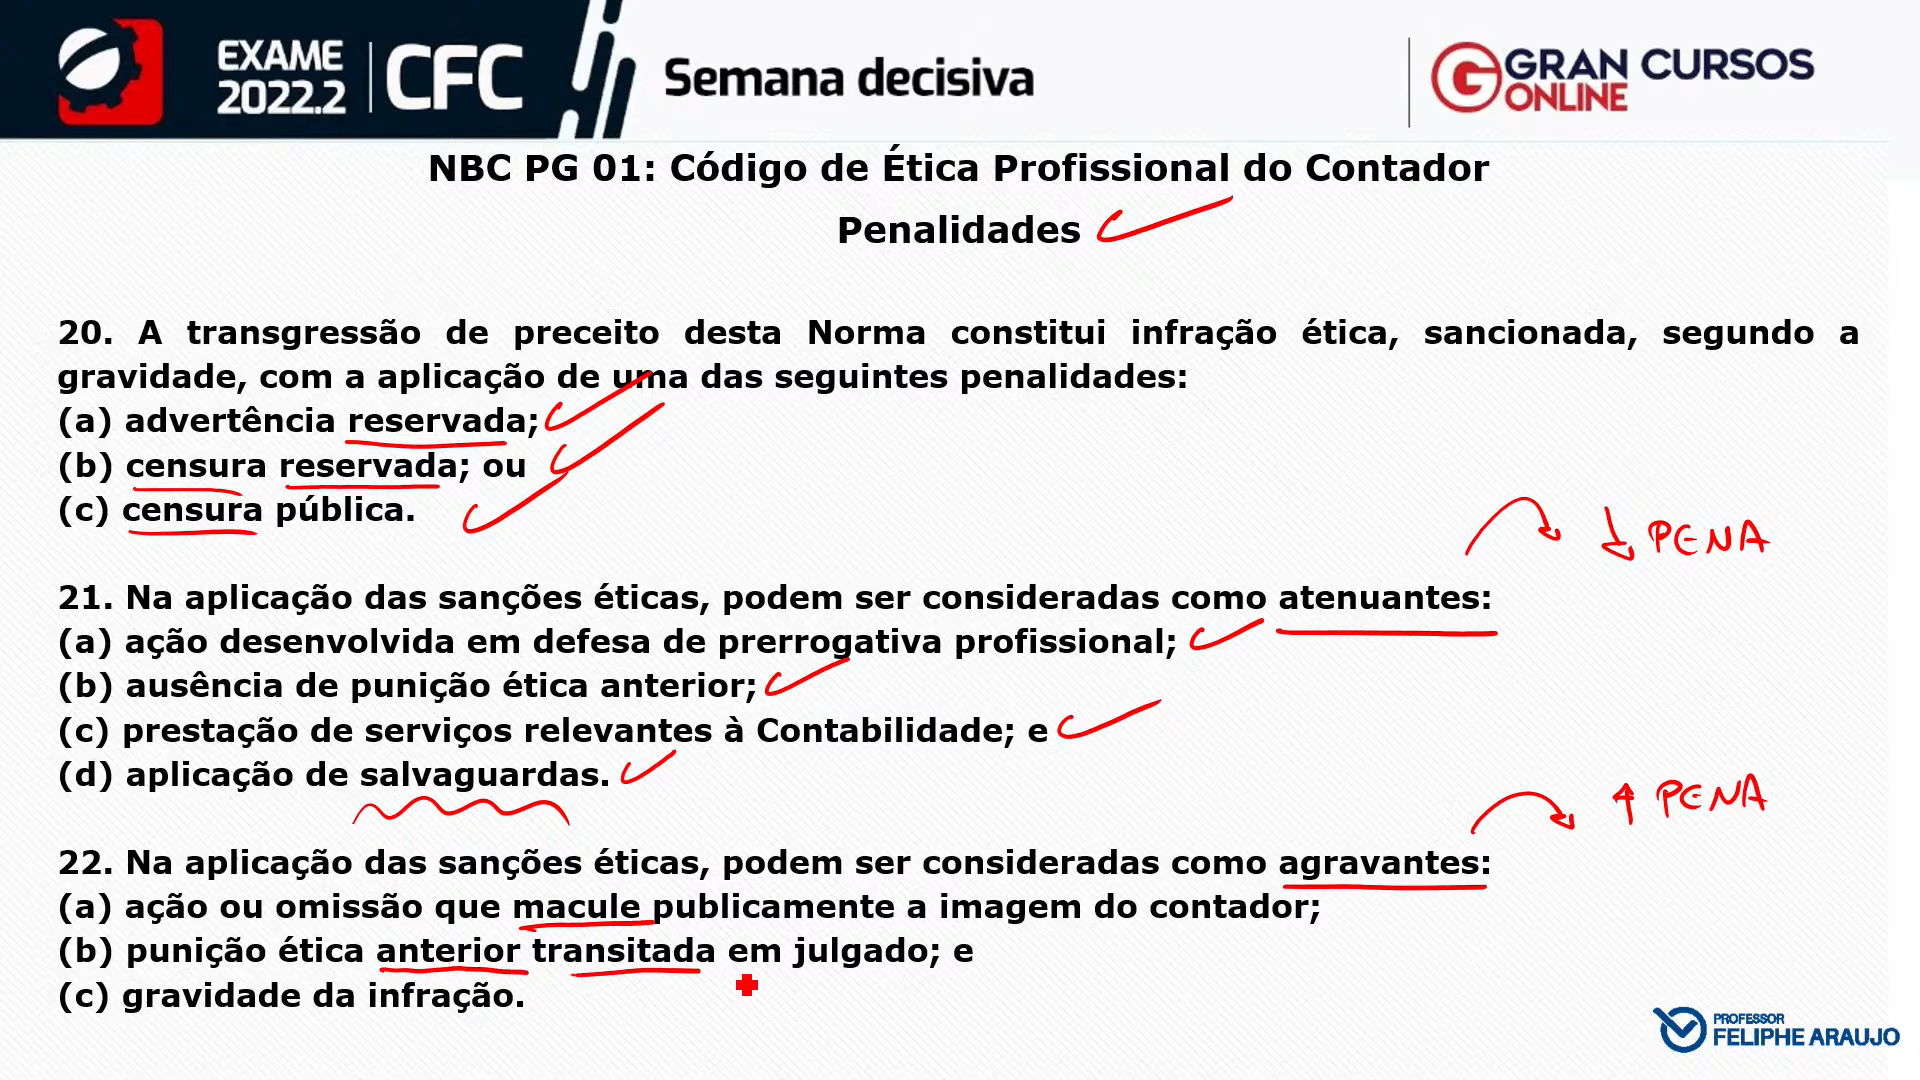 EXAME
2022.2
CFC
Semana decisiva
GRAN CURSOS
ONLINE
NBC PG 01: Código de Ética Profissional do Contador
Penalidades
20. A transgressão de preceito desta Norma constitui infração ética, sancionada, segundo a
gravidade, com a aplicação de uma das seguintes penalidades:
(a) advertência reservada;
(b) censura reservada; ou
(c) censura pública.
↓ PENA
21. Na aplicação das sanções éticas, podem ser consideradas como atenuantes:
(a) ação desenvolvida em defesa de prerrogativa profissional;
(b) ausência de punição ética anterior;
(c) prestação de serviços relevantes à Contabilidade; e
(d) aplicação de salvaguardas.
↑ PENA
22. Na aplicação das sanções éticas, podem ser consideradas como agravantes:
(a) ação ou omissão que macule publicamente a imagem do contador;
(b) punição ética anterior transitada em julgado; e
(c) gravidade da infração.
PROFESSOR
FELIPHE ARAUJO